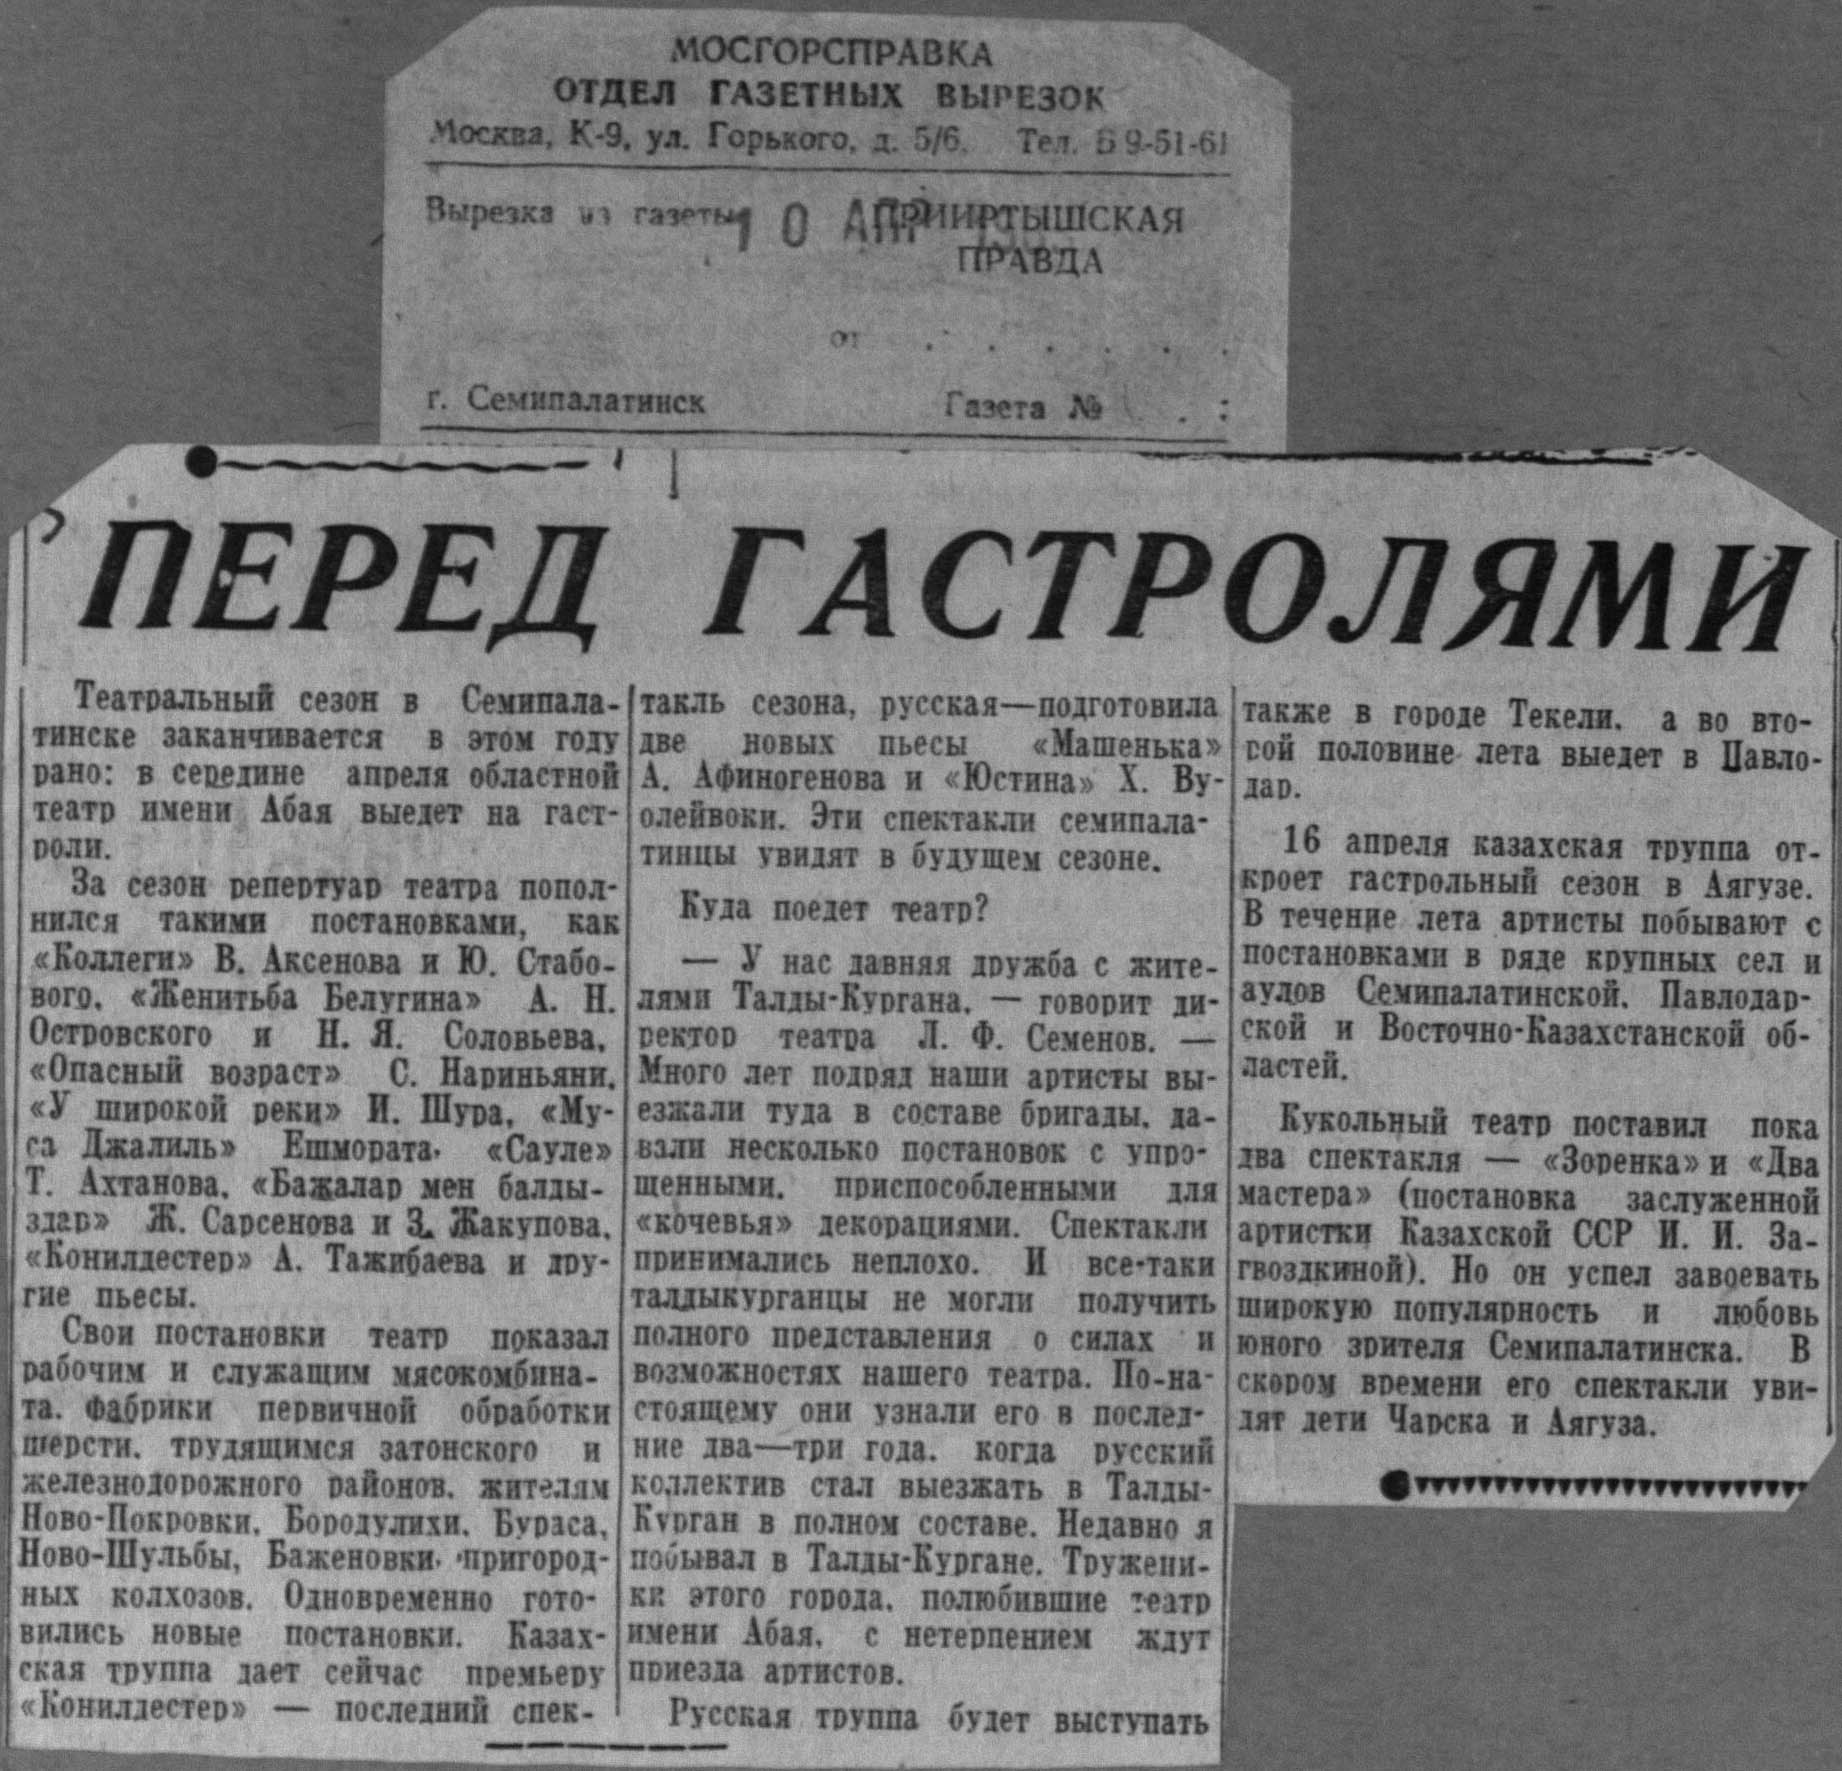 МОСГОРСПРАВКА
ОТДЕЛ ГАЗЕТНЫХ ВЫРЕЗОК
Москва, К-9, ул. Горького, д. 5/6. Тел. Б 9-51-61
Вырезка из газеты
10 АПР
ПРИИРТЫШСКАЯ
ПРАВДА
от . . . . . .
г. Семипалатинск Газета №
ПЕРЕД ГАСТРОЛЯМИ
Театральный сезон в Семипала-
тинске заканчивается в этом году
рано: в середине апреля областной
театр имени Абая выедет на гаст-
роли.
За сезон репертуар театра попол-
нился такими постановками, как
«Коллеги» В. Аксенова и Ю. Стабо-
вого, «Женитьба Белугина» А. Н.
Островского и Н. Я. Соловьева,
«Опасный возраст» С. Нариньяни,
«У широкой реки» И. Шура, «Му-
са Джалиль» Ешмората, «Сауле»
Т. Ахтанова, «Бажалар мен балды-
здар» Ж. Сарсенова и З. Жакупова,
«Конилдестер» А. Тажибаева и дру-
гие пьесы.
Свои постановки театр показал
рабочим и служащим мясокомбина-
та, фабрики первичной обработки
шерсти, трудящимся затонского и
железнодорожного районов, жителям
Ново-Покровки, Бородулихи, Бураса,
Ново-Шульбы, Баженовки, пригород-
ных колхозов. Одновременно гото-
вились новые постановки. Казах-
ская труппа дает сейчас премьеру
«Конилдестер» — последний спек-
такль сезона, русская—подготовила
две новых пьесы «Машенька»
А. Афиногенова и «Юстина» Х. Ву-
олейвоки. Эти спектакли семипала-
тинцы увидят в будущем сезоне.
Куда поедет театр?
— У нас давняя дружба с жите-
лями Талды-Кургана, — говорит ди-
ректор театра Л. Ф. Семенов. —
Много лет подряд наши артисты вы-
езжали туда в составе бригады, да-
вали несколько постановок с упро-
щенными, приспособленными для
«кочевья» декорациями. Спектакли
принимались неплохо. И все-таки
талдыкурганцы не могли получить
полного представления о силах и
возможностях нашего театра. По-на-
стоящему они узнали его в послед-
ние два—три года, когда русский
коллектив стал выезжать в Талды-
Курган в полном составе. Недавно я
побывал в Талды-Кургане. Тружени-
ки этого города, полюбившие театр
имени Абая, с нетерпением ждут
приезда артистов.
Русская труппа будет выступать
также в городе Текели, а во вто-
рой половине лета выедет в Павло-
дар.
16 апреля казахская труппа от-
кроет гастрольный сезон в Аягузе.
В течение лета артисты побывают с
постановками в ряде крупных сел и
аулов Семипалатинской, Павлодар-
ской и Восточно-Казахстанской об-
ластей.
Кукольный театр поставил пока
два спектакля — «Зоренка» и «Два
мастера» (постановка заслуженной
артистки Казахской ССР И. И. За-
гвоздкиной). Но он успел завоевать
широкую популярность и любовь
юного зрителя Семипалатинска. В
скором времени его спектакли уви-
дят дети Чарска и Аягуза.